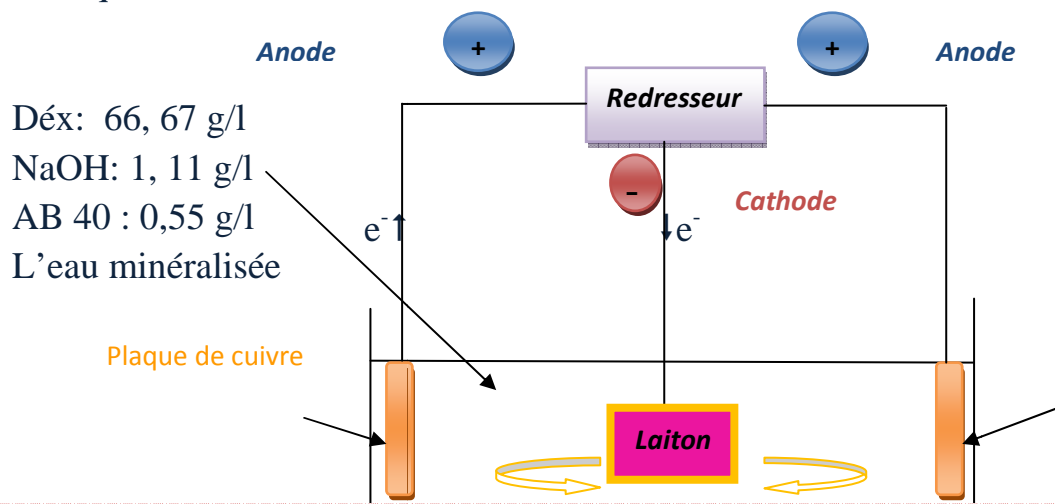 + +
Anode Anode
Redresseur
Déx: 66, 67 g/l
NaOH: 1, 11 g/l
AB 40 : 0,55 g/l
L’eau minéralisée
–
Cathode
e-↑ ↓e-
Plaque de cuivre
Laiton